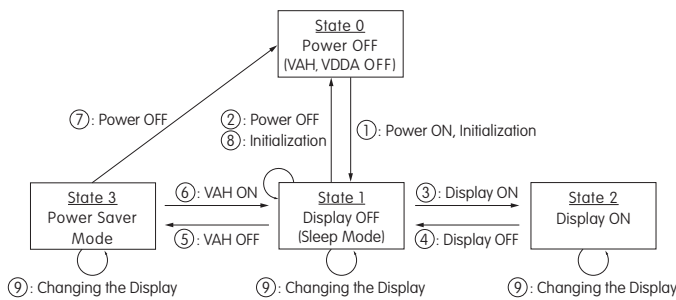 State 0
Power OFF
(VAH, VDDA OFF)
⑦: Power OFF
②: Power OFF
⑧: Initialization
①: Power ON, Initialization
State 3
Power Saver
Mode
⑥: VAH ON
⑤: VAH OFF
State 1
Display OFF
(Sleep Mode)
③: Display ON
④: Display OFF
State 2
Display ON
⑨: Changing the Display
⑨: Changing the Display
⑨: Changing the Display